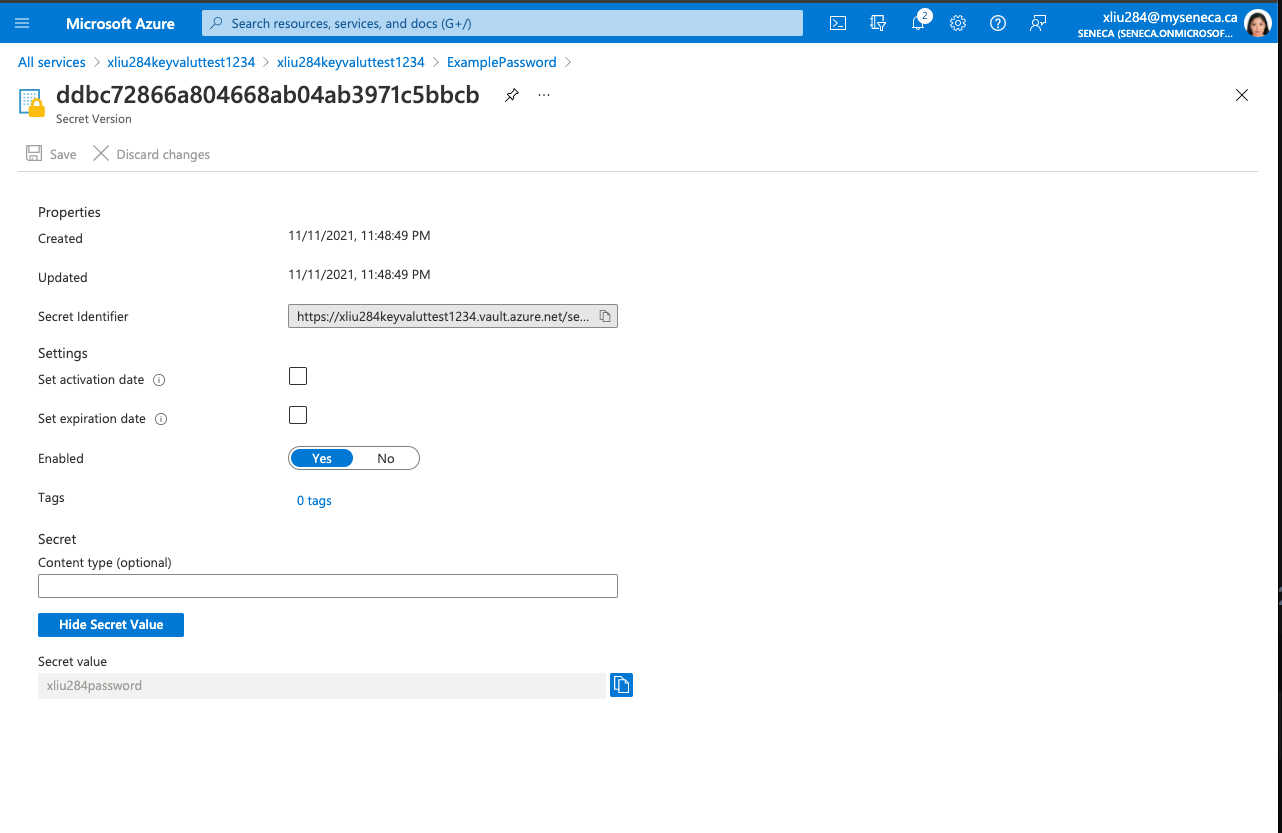 Microsoft Azure
Search resources, services, and docs (G+/)
2
xliu284@myseneca.ca
SENECA (SENECA.ONMICROSOF...
All services > xliu284keyvaluttest1234 > xliu284keyvaluttest1234 > ExamplePassword >
ddbc72866a804668ab04ab3971c5bbcb
Secret Version
Save
Discard changes
Properties
Created 11/11/2021, 11:48:49 PM
Updated 11/11/2021, 11:48:49 PM
Secret Identifier https://xliu284keyvaluttest1234.vault.azure.net/se...
Settings
Set activation date
Set expiration date
Enabled Yes No
Tags 0 tags
Secret
Content type (optional)
Hide Secret Value
Secret value
xliu284password